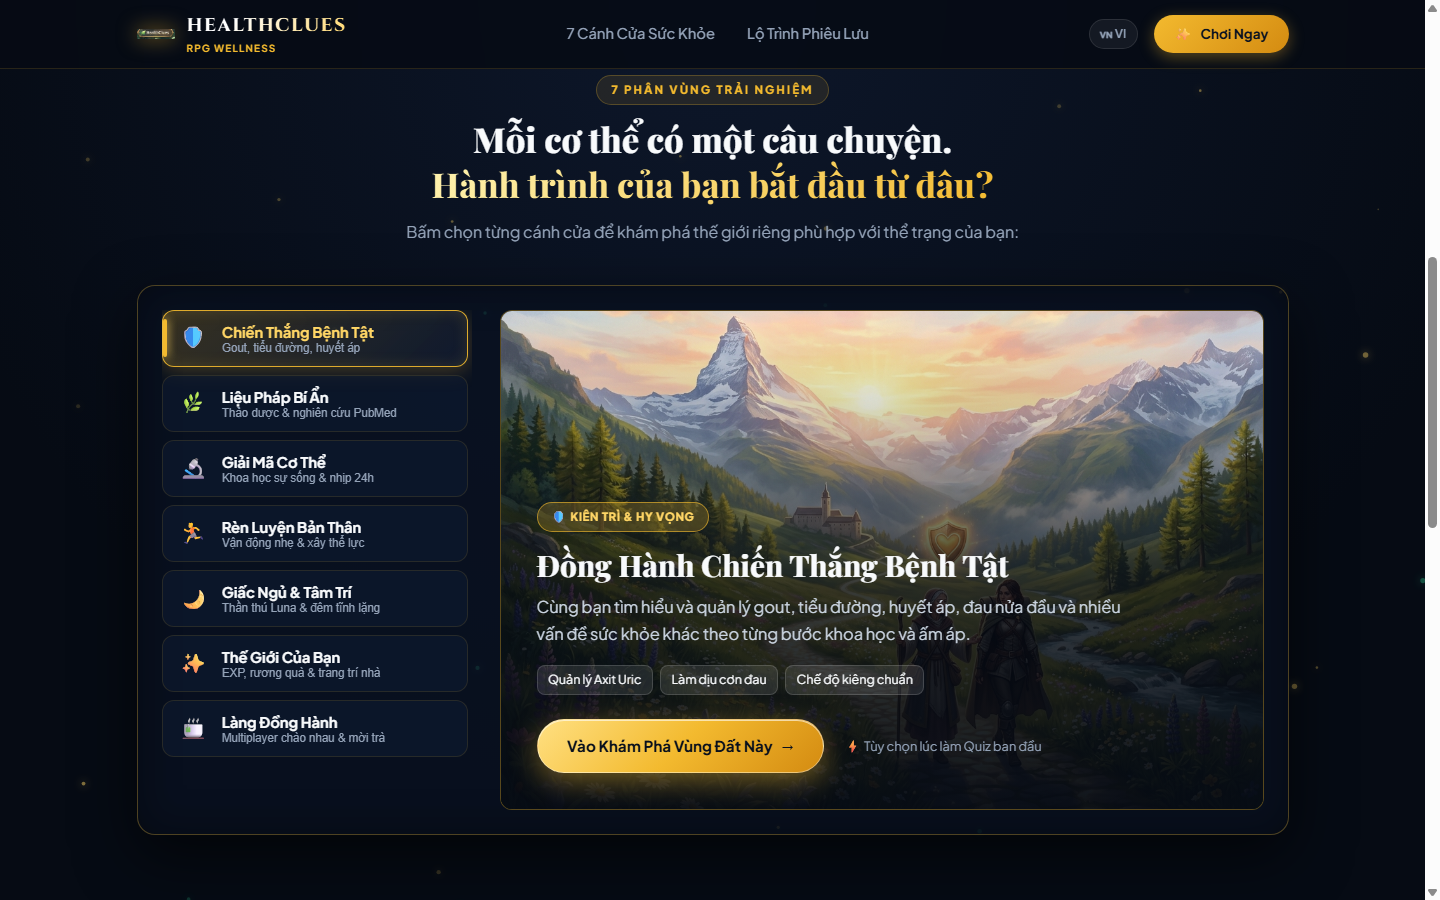 HEALTHCLUES
RPG WELLNESS
7 Cánh Cửa Sức Khỏe
Lộ Trình Phiêu Lưu
VN VI
Chơi Ngay
7 PHÂN VÙNG TRẢI NGHIỆM
Mỗi cơ thể có một câu chuyện.
Hành trình của bạn bắt đầu từ đâu?
Bấm chọn từng cánh cửa để khám phá thế giới riêng phù hợp với thể trạng của bạn:
Chiến Thắng Bệnh Tật
Gout, tiểu đường, huyết áp
Liệu Pháp Bí Ẩn
Thảo dược & nghiên cứu PubMed
Giải Mã Cơ Thể
Khoa học sự sống & nhịp 24h
Rèn Luyện Bản Thân
Vận động nhẹ & xây thể lực
Giấc Ngủ & Tâm Trí
Thần thú Luna & đêm tĩnh lặng
Thế Giới Của Bạn
EXP, rương quà & trang trí nhà
Làng Đồng Hành
Multiplayer chào nhau & mời trà
KIÊN TRÌ & HY VỌNG
Đồng Hành Chiến Thắng Bệnh Tật
Cùng bạn tìm hiểu và quản lý gout, tiểu đường, huyết áp, đau nửa đầu và nhiều
vấn đề sức khỏe khác theo từng bước khoa học và ấm áp.
Quản lý Axit Uric
Làm dịu cơn đau
Chế độ kiêng chuẩn
Vào Khám Phá Vùng Đất Này →
Tùy chọn lúc làm Quiz ban đầu